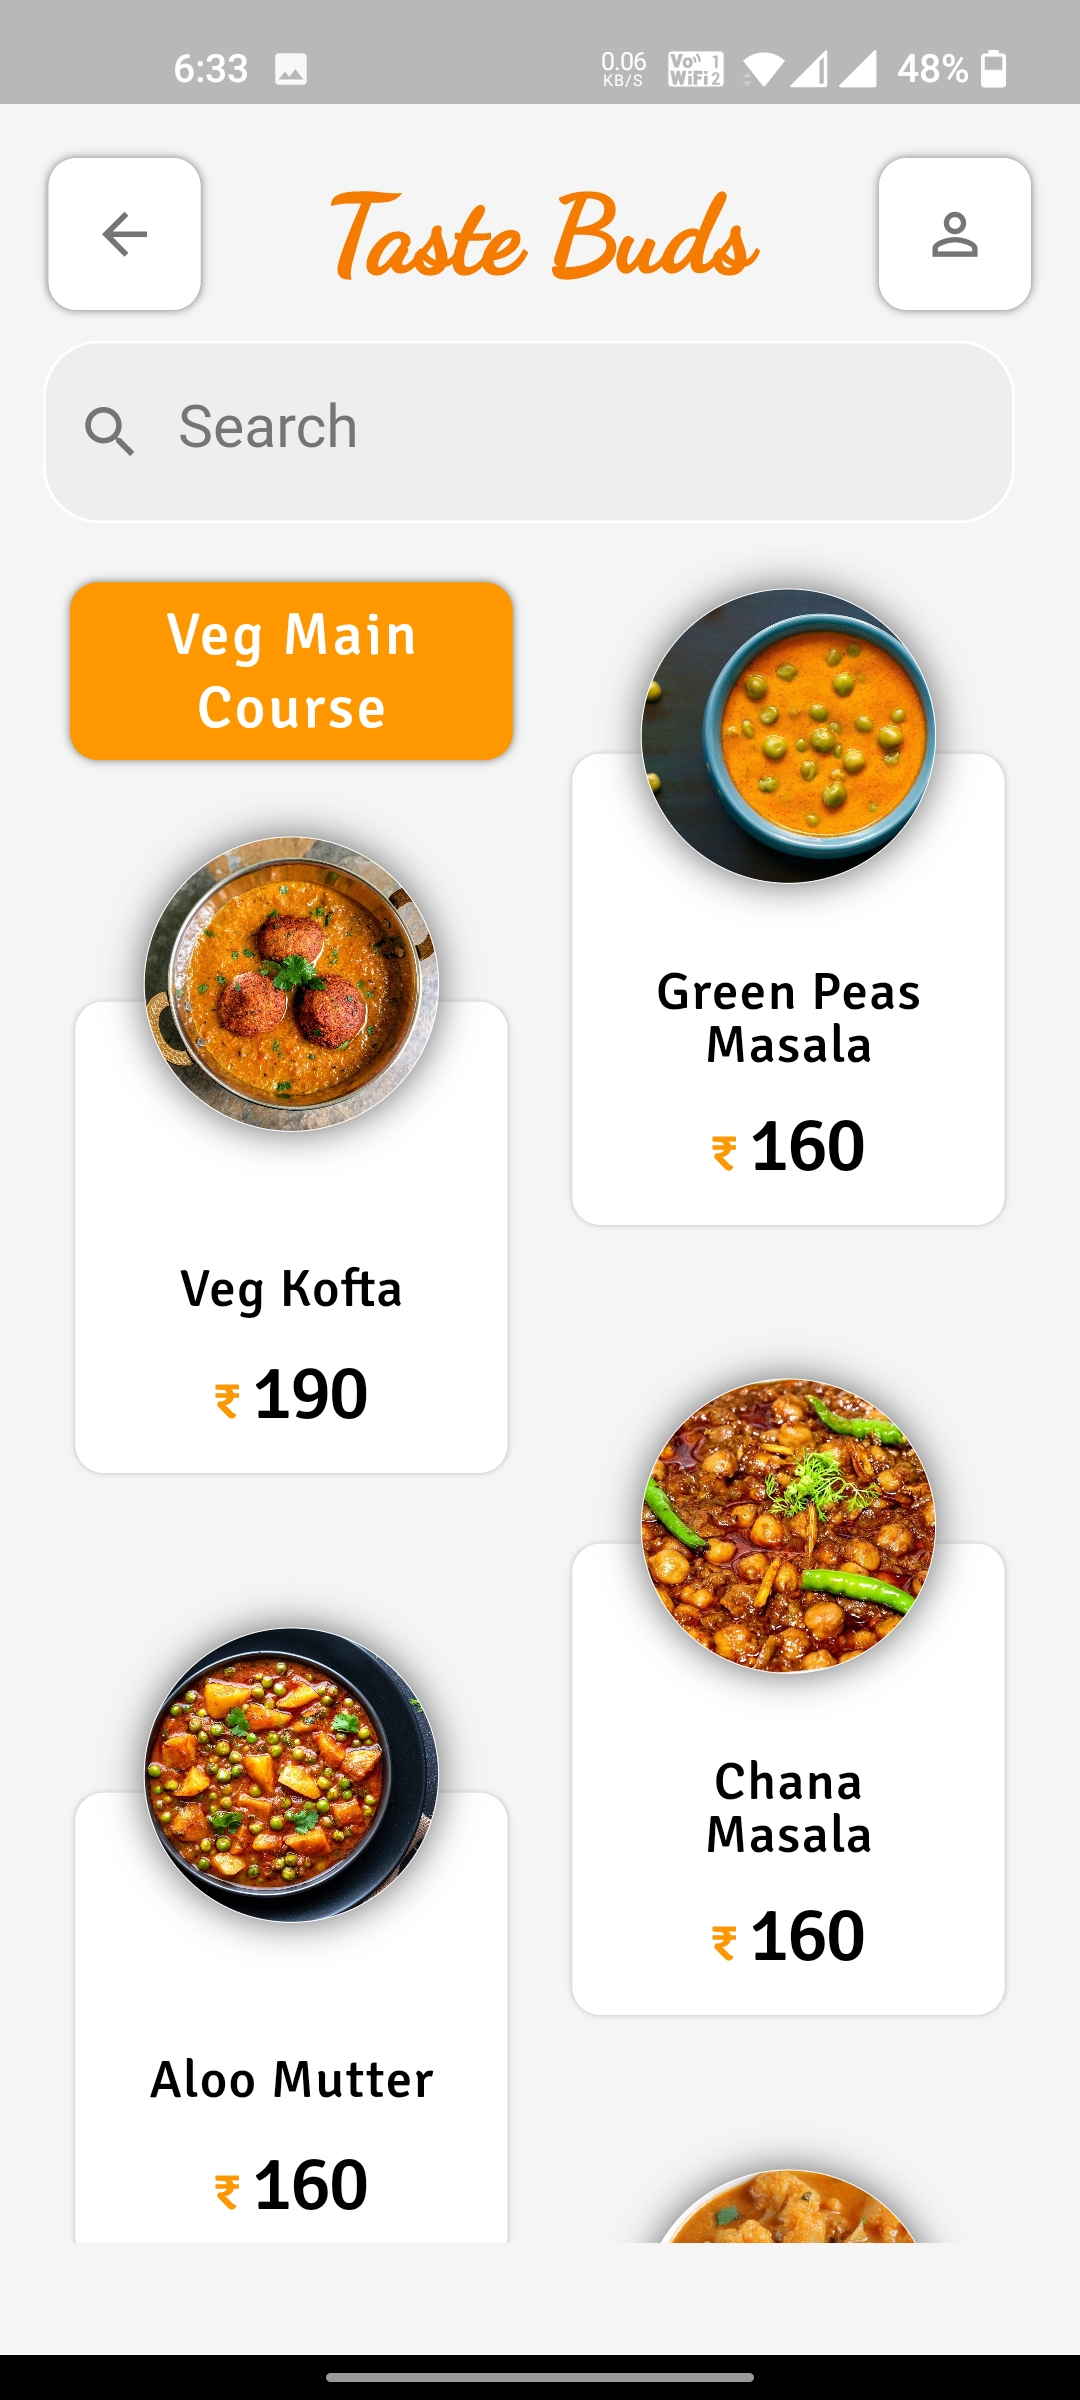 6:33
0.06
KB/S
Vo 1
WiFi 2
48%
Taste Buds
Search
Veg Main
Course
Green Peas
Masala
₹ 160
Veg Kofta
₹ 190
Chana
Masala
₹ 160
Aloo Mutter
₹ 160